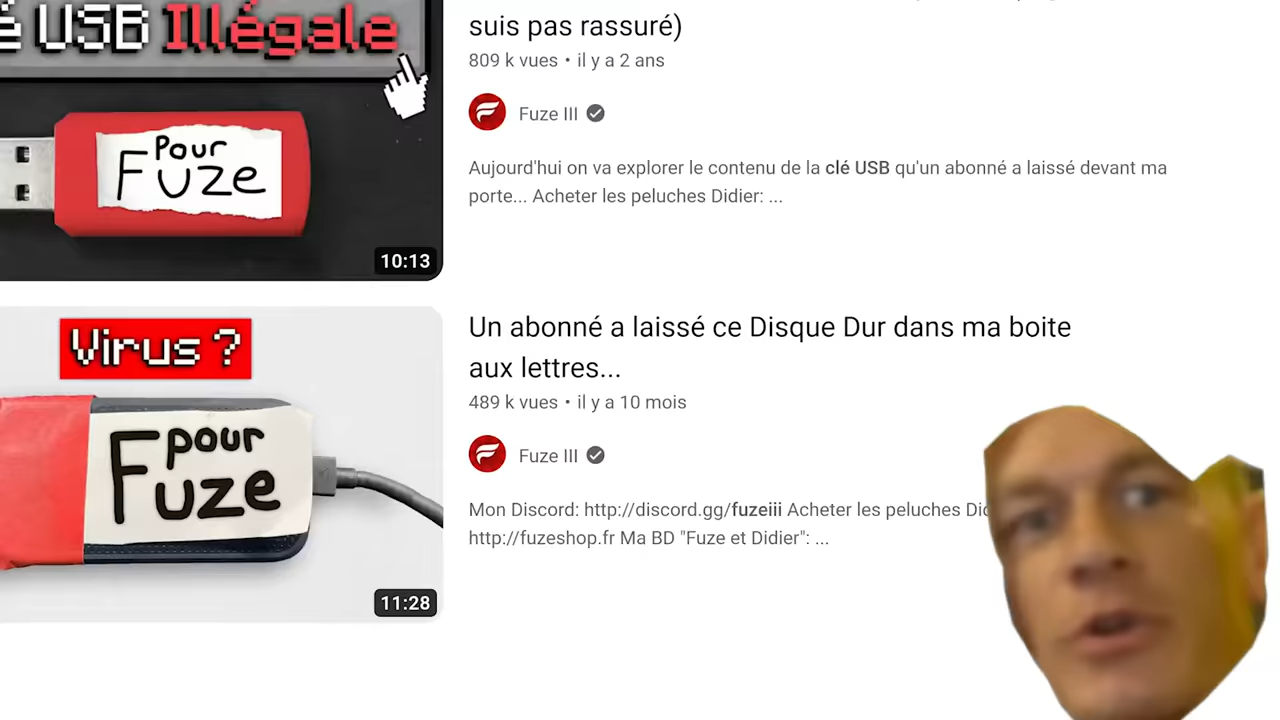 é USB Illégale
Pour
Fuze
10:13
suis pas rassuré)
809 k vues • il y a 2 ans
Fuze III
Aujourd'hui on va explorer le contenu de la clé USB qu'un abonné a laissé devant ma
porte... Acheter les peluches Didier: ...
Virus ?
pour
Fuze
11:28
Un abonné a laissé ce Disque Dur dans ma boite
aux lettres...
489 k vues • il y a 10 mois
Fuze III
Mon Discord: http://discord.gg/fuzeiii Acheter les peluches Di
http://fuzeshop.fr Ma BD "Fuze et Didier": ...